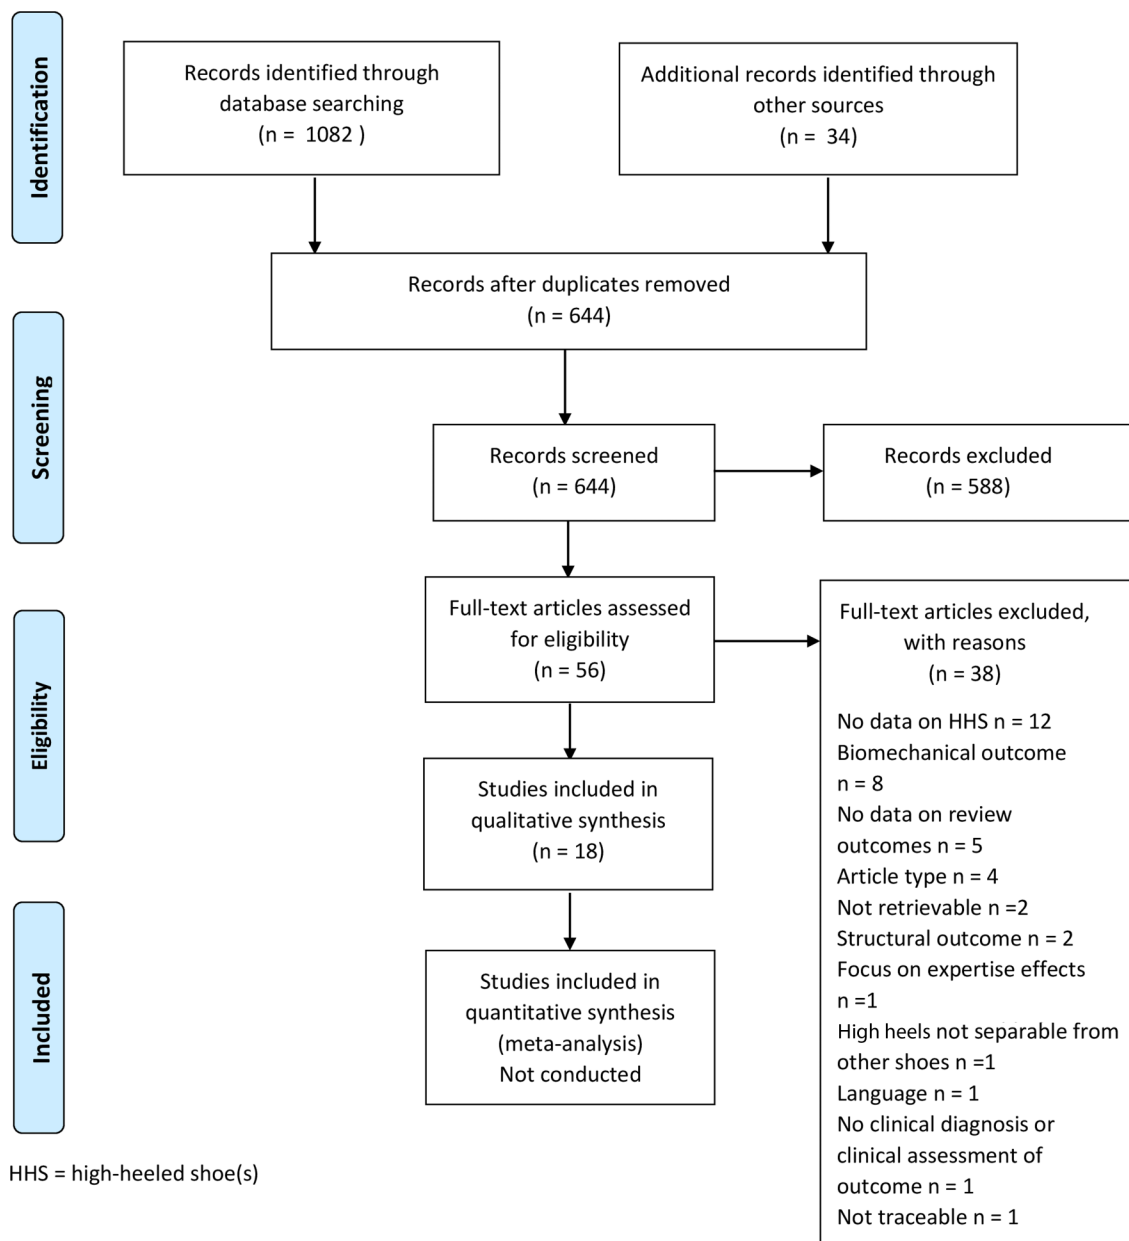 Identification
Records identified through
database searching
(n =  1082 )
Additional records identified through
other sources
(n =  34)
Records after duplicates removed
(n = 644)
Screening
Records screened
(n = 644)
Records excluded
(n = 588)
Eligibility
Full-text articles assessed
for eligibility
(n = 56)
Full-text articles excluded,
with reasons
(n = 38)
No data on HHS n = 12
Biomechanical outcome
n = 8
No data on review
outcomes n = 5
Article type n = 4
Not retrievable n =2
Structural outcome n = 2
Focus on expertise effects
n =1
High heels not separable from
other shoes n =1
Language n = 1
No clinical diagnosis or
clinical assessment of
outcome n = 1
Not traceable n = 1
Studies included in
qualitative synthesis
(n = 18)
Included
Studies included in
quantitative synthesis
(meta-analysis)
Not conducted
HHS = high-heeled shoe(s)